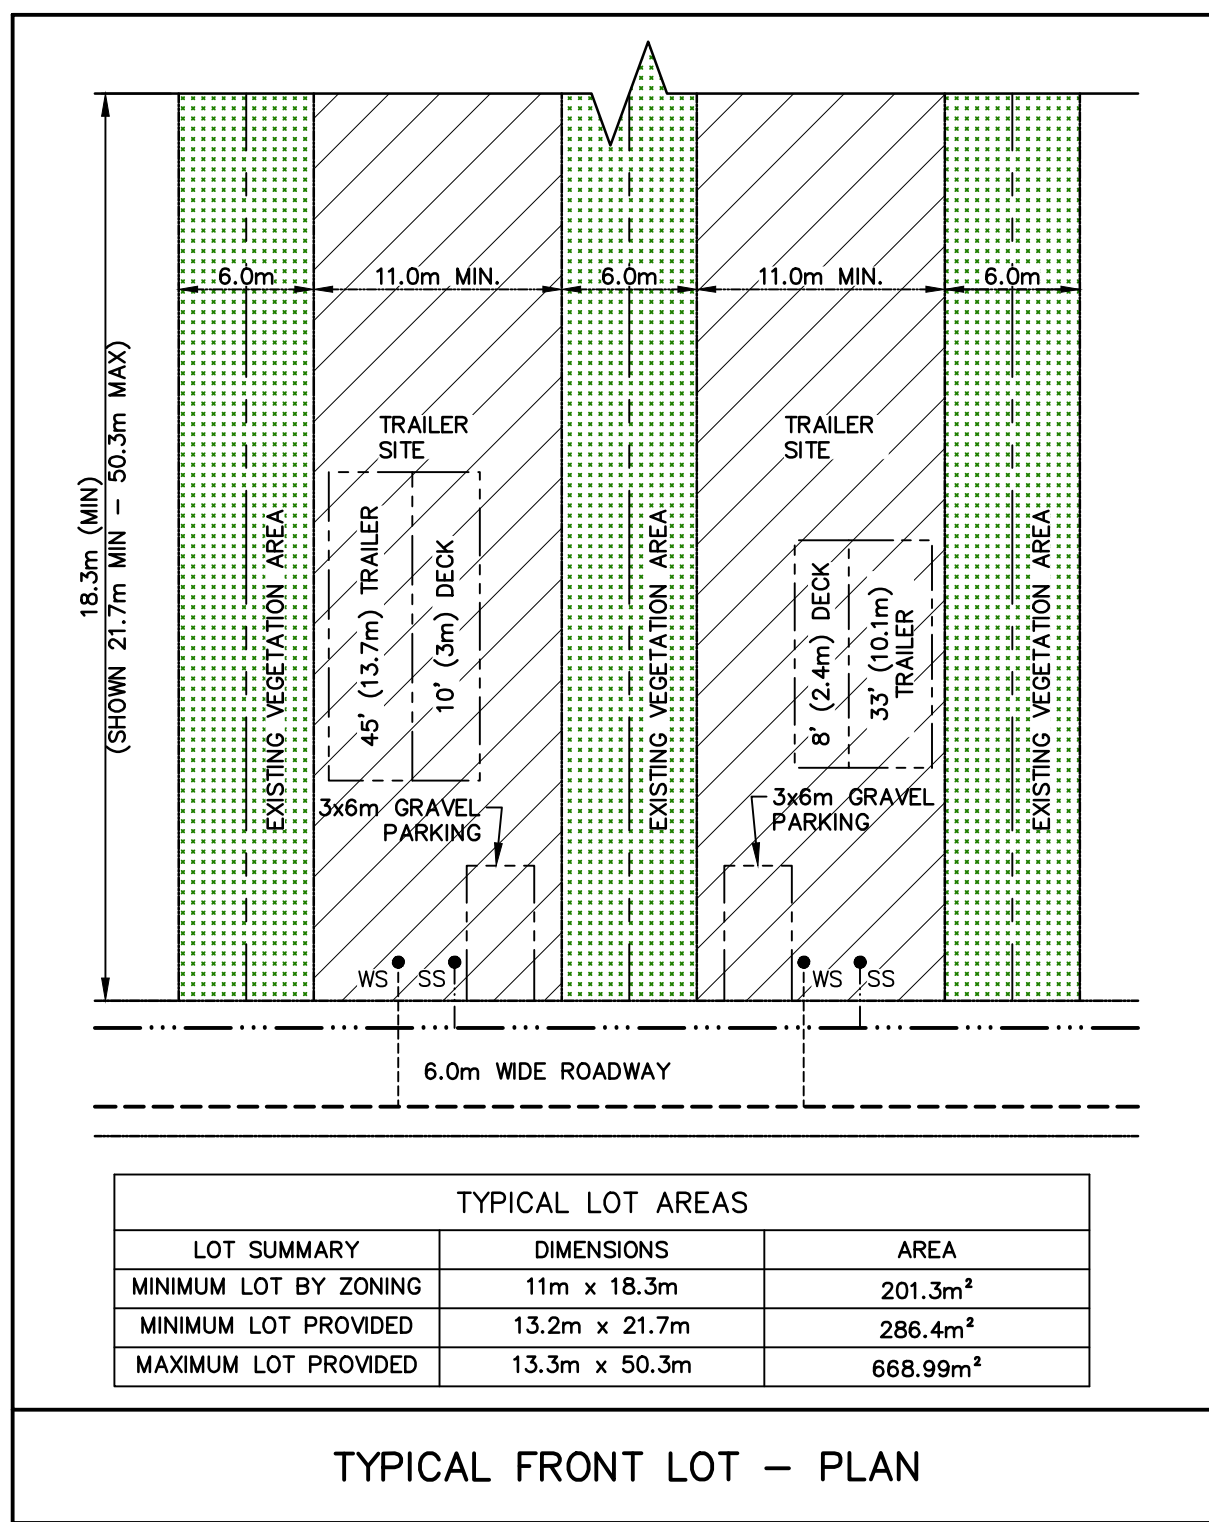 6.0m
11.0m MIN.
6.0m
11.0m MIN.
6.0m
18.3m (MIN)
(SHOWN 21.7m MIN – 50.3m MAX)
TRAILER
SITE
TRAILER
SITE
EXISTING VEGETATION AREA
45' (13.7m) TRAILER
10' (3m) DECK
EXISTING VEGETATION AREA
8' (2.4m) DECK
33' (10.1m)
TRAILER
EXISTING VEGETATION AREA
3x6m GRAVEL
PARKING
3x6m GRAVEL
PARKING
WS
SS
WS
SS
6.0m WIDE ROADWAY
TYPICAL LOT AREAS
LOT SUMMARY
DIMENSIONS
AREA
MINIMUM LOT BY ZONING
11m x 18.3m
201.3m²
MINIMUM LOT PROVIDED
13.2m x 21.7m
286.4m²
MAXIMUM LOT PROVIDED
13.3m x 50.3m
668.99m²
TYPICAL FRONT LOT – PLAN